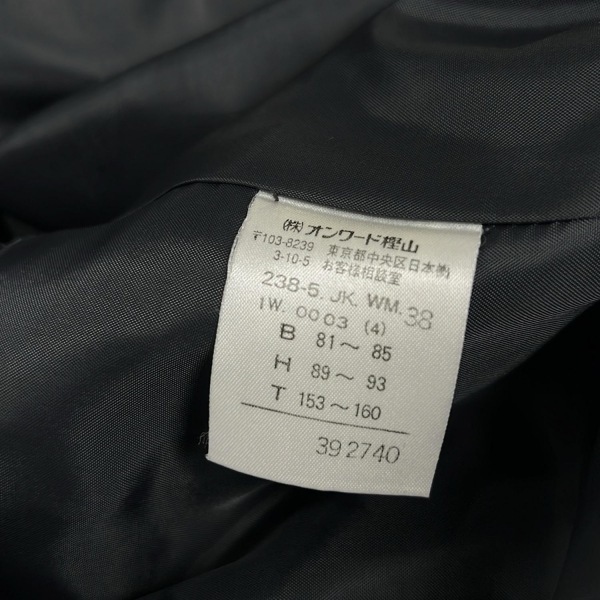 (株)オンワード樫山
〒103-8239 東京都中央区日本橋
3-10-5 お客様相談室
238-5. JK. WM. 38
IW. 0003 (4)
B 81〜 85
H 89〜 93
T 153〜160
392740